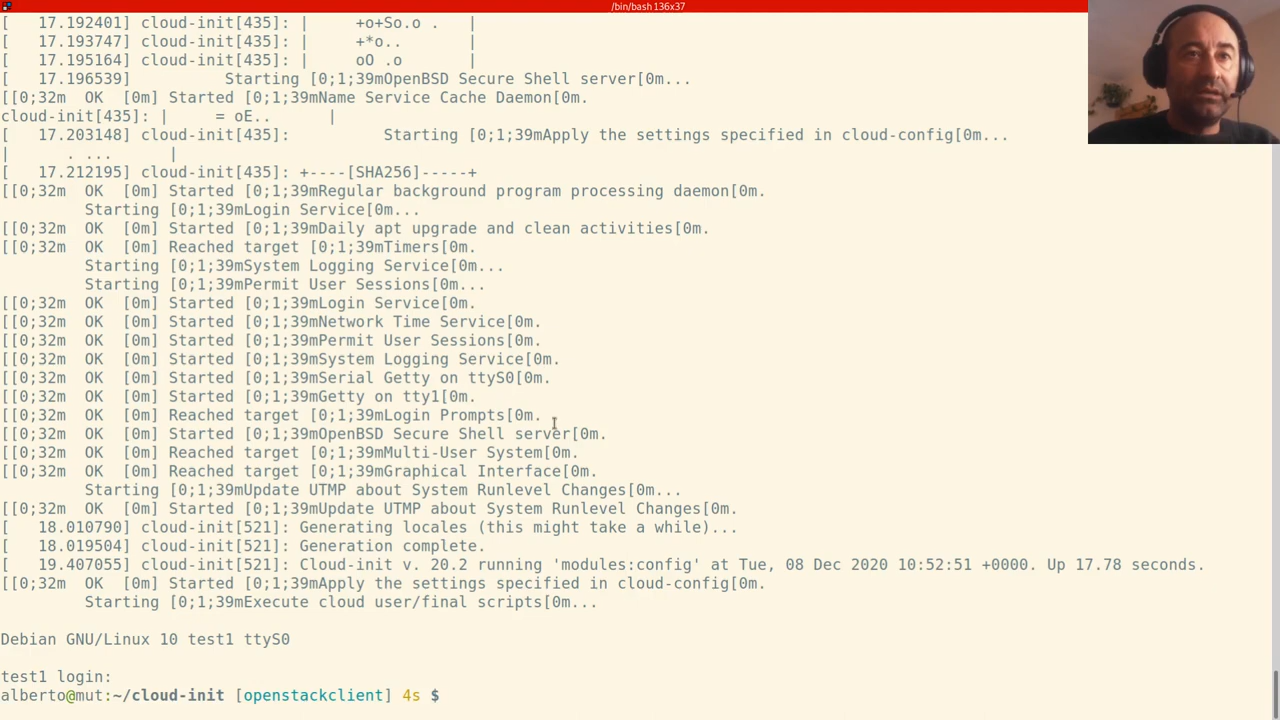 /bin/bash 136x37
[   17.192401] cloud-init[435]: |     +o+So.o .   |
[   17.193747] cloud-init[435]: |      +*o..       |
[   17.195164] cloud-init[435]: |     oO .o       |
[   17.196539]          Starting [0;1;39mOpenBSD Secure Shell server[0m...
[[0;32m  OK  [0m] Started [0;1;39mName Service Cache Daemon[0m.
cloud-init[435]: |     = oE..      |
[   17.203148] cloud-init[435]:          Starting [0;1;39mApply the settings specified in cloud-config[0m...
|      . ...      |
[   17.212195] cloud-init[435]: +----[SHA256]-----+
[[0;32m  OK  [0m] Started [0;1;39mRegular background program processing daemon[0m.
         Starting [0;1;39mLogin Service[0m...
[[0;32m  OK  [0m] Started [0;1;39mDaily apt upgrade and clean activities[0m.
[[0;32m  OK  [0m] Reached target [0;1;39mTimers[0m.
         Starting [0;1;39mSystem Logging Service[0m...
         Starting [0;1;39mPermit User Sessions[0m...
[[0;32m  OK  [0m] Started [0;1;39mLogin Service[0m.
[[0;32m  OK  [0m] Started [0;1;39mNetwork Time Service[0m.
[[0;32m  OK  [0m] Started [0;1;39mPermit User Sessions[0m.
[[0;32m  OK  [0m] Started [0;1;39mSystem Logging Service[0m.
[[0;32m  OK  [0m] Started [0;1;39mSerial Getty on ttyS0[0m.
[[0;32m  OK  [0m] Started [0;1;39mGetty on tty1[0m.
[[0;32m  OK  [0m] Reached target [0;1;39mLogin Prompts[0m.
[[0;32m  OK  [0m] Started [0;1;39mOpenBSD Secure Shell server[0m.
[[0;32m  OK  [0m] Reached target [0;1;39mMulti-User System[0m.
[[0;32m  OK  [0m] Reached target [0;1;39mGraphical Interface[0m.
         Starting [0;1;39mUpdate UTMP about System Runlevel Changes[0m...
[[0;32m  OK  [0m] Started [0;1;39mUpdate UTMP about System Runlevel Changes[0m.
[   18.010790] cloud-init[521]: Generating locales (this might take a while)...
[   18.019504] cloud-init[521]: Generation complete.
[   19.407055] cloud-init[521]: Cloud-init v. 20.2 running 'modules:config' at Tue, 08 Dec 2020 10:52:51 +0000. Up 17.78 seconds.
[[0;32m  OK  [0m] Started [0;1;39mApply the settings specified in cloud-config[0m.
         Starting [0;1;39mExecute cloud user/final scripts[0m...
Debian GNU/Linux 10 test1 ttyS0
test1 login:
alberto@mut:~/cloud-init [openstackclient] 4s $